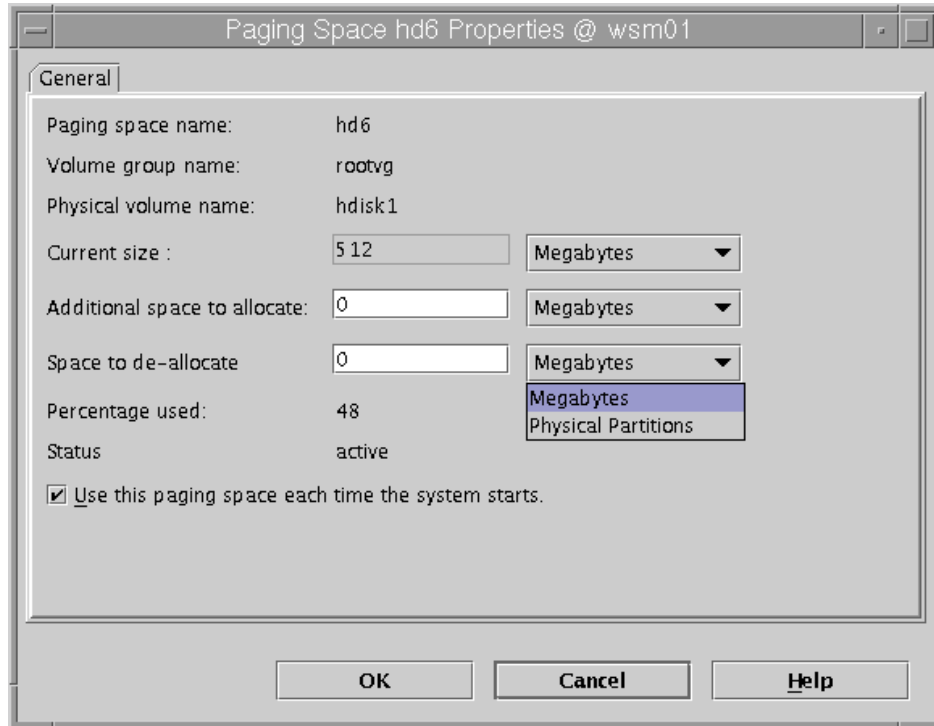 Paging Space hd6 Properties @ wsm01
General
Paging space name: hd6
Volume group name: rootvg
Physical volume name: hdisk1
Current size : 512 Megabytes
Additional space to allocate: 0 Megabytes
Space to de-allocate 0 Megabytes
Megabytes
Percentage used: 48
Physical Partitions
Status active
Use this paging space each time the system starts.
OK Cancel Help